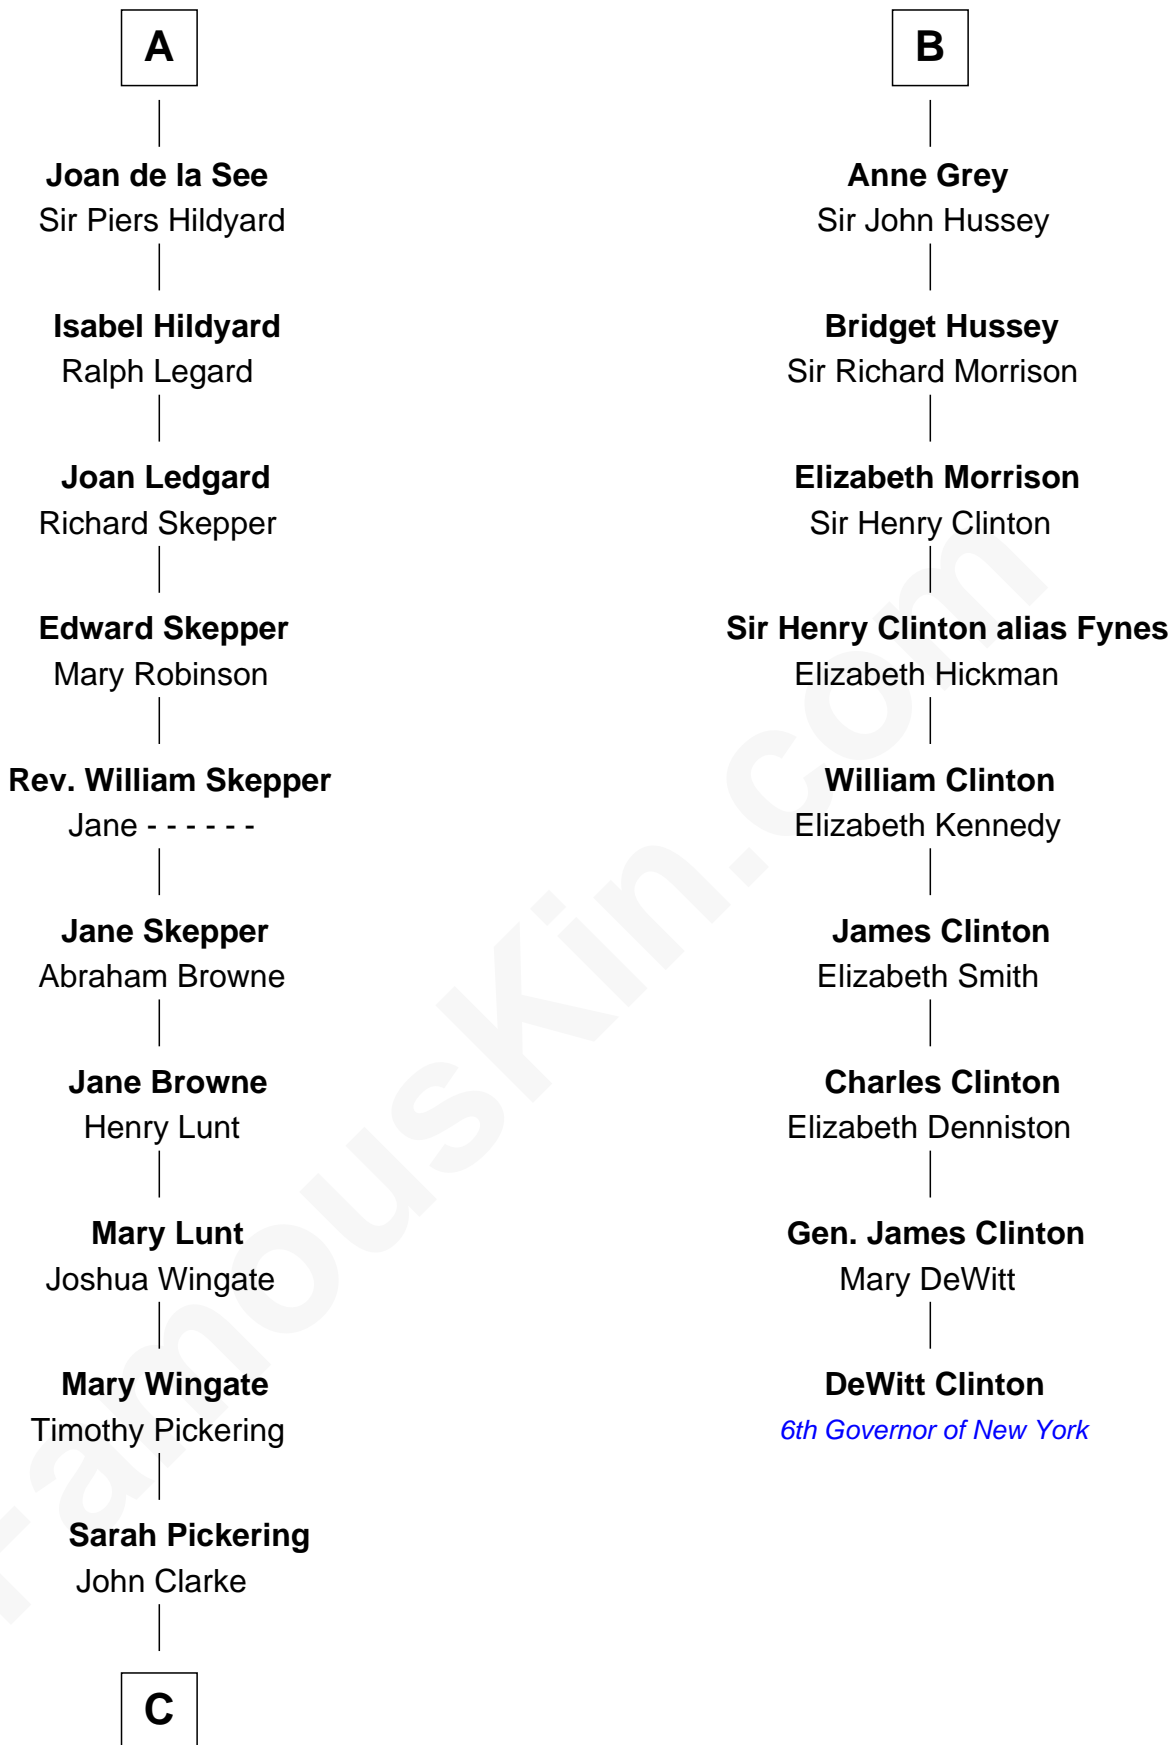 A
Joan de la See
Sir Piers Hildyard
Isabel Hildyard
Ralph Legard
Joan Ledgard
Richard Skepper
Edward Skepper
Mary Robinson
Rev. William Skepper
Jane - - - - - -
Jane Skepper
Abraham Browne
Jane Browne
Henry Lunt
Mary Lunt
Joshua Wingate
Mary Wingate
Timothy Pickering
Sarah Pickering
John Clarke
C
B
Anne Grey
Sir John Hussey
Bridget Hussey
Sir Richard Morrison
Elizabeth Morrison
Sir Henry Clinton
Sir Henry Clinton alias Fynes
Elizabeth Hickman
William Clinton
Elizabeth Kennedy
James Clinton
Elizabeth Smith
Charles Clinton
Elizabeth Denniston
Gen. James Clinton
Mary DeWitt
DeWitt Clinton
6th Governor of New York
FamousKin.com